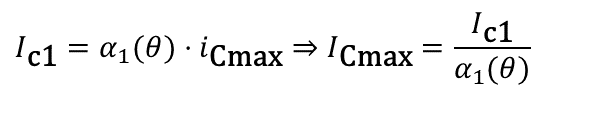 I_c1 = α_1(θ) · i_Cmax ⇒ I_Cmax = I_c1 / α_1(θ)